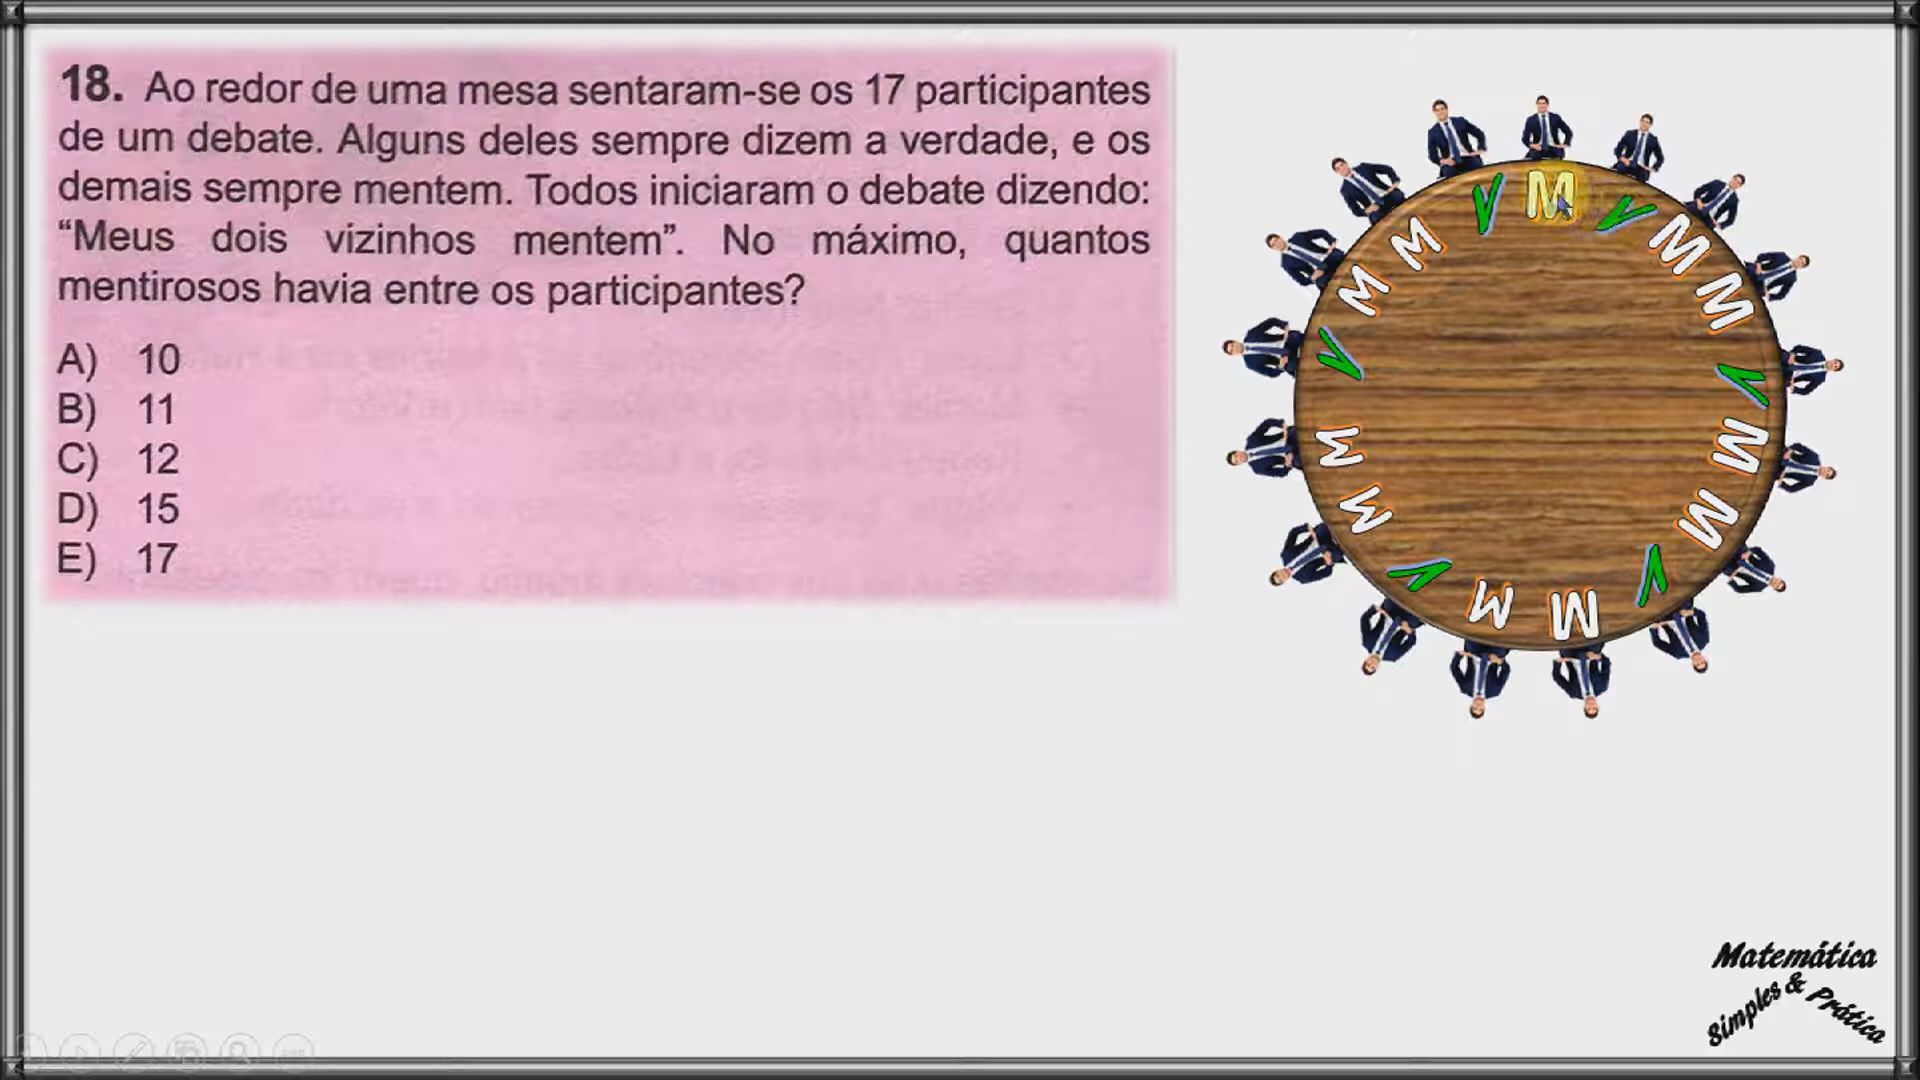 18. Ao redor de uma mesa sentaram-se os 17 participantes
de um debate. Alguns deles sempre dizem a verdade, e os
demais sempre mentem. Todos iniciaram o debate dizendo:
“Meus dois vizinhos mentem”. No máximo, quantos
mentirosos havia entre os participantes?
A) 10
B) 11
C) 12
D) 15
E) 17
M
V
M
M
V
M
M
V
M
M
V
M
M
V
M
M
V
Matemática
Simples & Prática